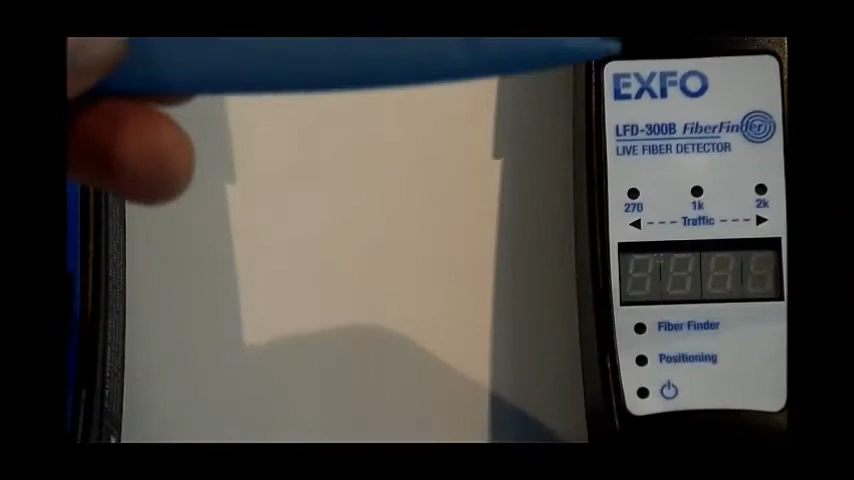 EXFO
LFD-300B FiberFinder
LIVE FIBER DETECTOR
270 1k 2k
Traffic
Fiber Finder
Positioning